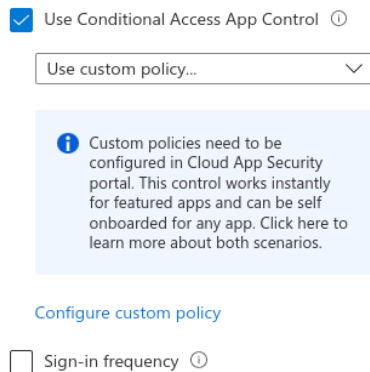 Use Conditional Access App Control
Use custom policy...
Custom policies need to be
configured in Cloud App Security
portal. This control works instantly
for featured apps and can be self
onboarded for any app. Click here to
learn more about both scenarios.
Configure custom policy
Sign-in frequency